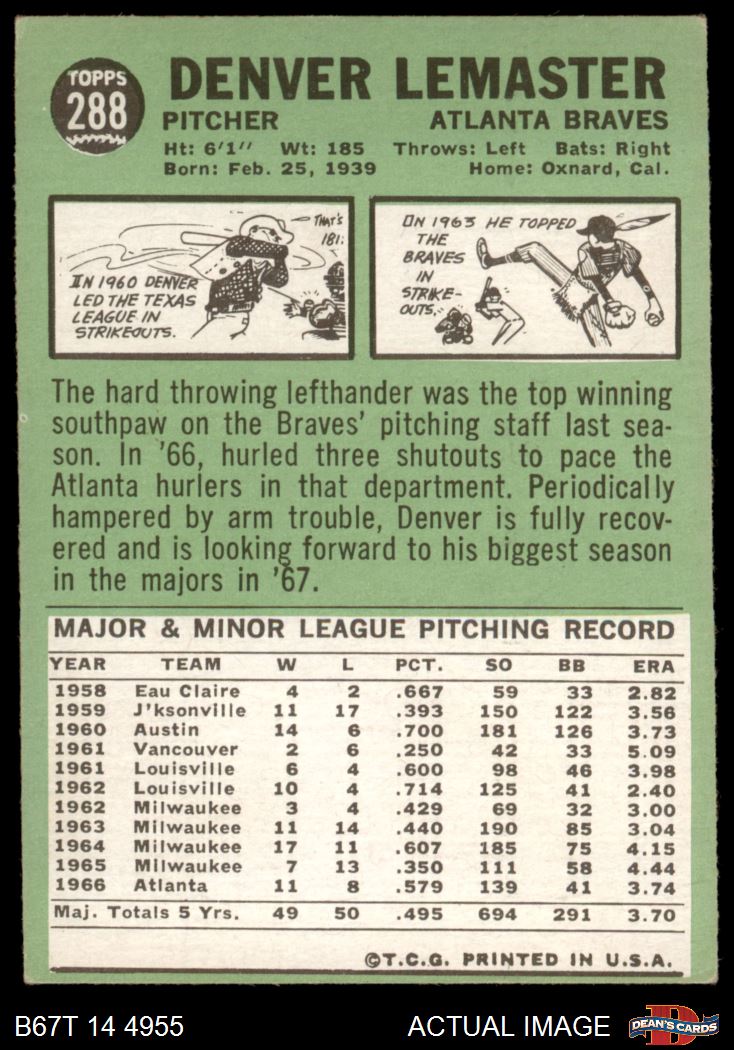 TOPPS
288
DENVER LEMASTER
PITCHER ATLANTA BRAVES
Ht: 6'1" Wt: 185 Throws: Left Bats: Right
Born: Feb. 25, 1939 Home: Oxnard, Cal.
IN 1960 DENVER
LED THE TEXAS
LEAGUE IN
STRIKEOUTS.
THAT'S
181.
IN 1963 HE TOPPED
THE
BRAVES
IN
STRIKE-
OUTS.
The hard throwing lefthander was the top winning
southpaw on the Braves' pitching staff last sea-
son. In '66, hurled three shutouts to pace the
Atlanta hurlers in that department. Periodically
hampered by arm trouble, Denver is fully recov-
ered and is looking forward to his biggest season
in the majors in '67.
MAJOR & MINOR LEAGUE PITCHING RECORD
YEAR TEAM W L PCT. SO BB ERA
1958 Eau Claire 4 2 .667 59 33 2.82
1959 J'ksonville 11 17 .393 150 122 3.56
1960 Austin 14 6 .700 181 126 3.73
1961 Vancouver 2 6 .250 42 33 5.09
1961 Louisville 6 4 .600 98 46 3.98
1962 Louisville 10 4 .714 125 41 2.40
1962 Milwaukee 3 4 .429 69 32 3.00
1963 Milwaukee 11 14 .440 190 85 3.04
1964 Milwaukee 17 11 .607 185 75 4.15
1965 Milwaukee 7 13 .350 111 58 4.44
1966 Atlanta 11 8 .579 139 41 3.74
Maj. Totals 5 Yrs. 49 50 .495 694 291 3.70
©T.C.G. PRINTED IN U.S.A.
B67T 14 4955 ACTUAL IMAGE
D
DEAN'S CARDS